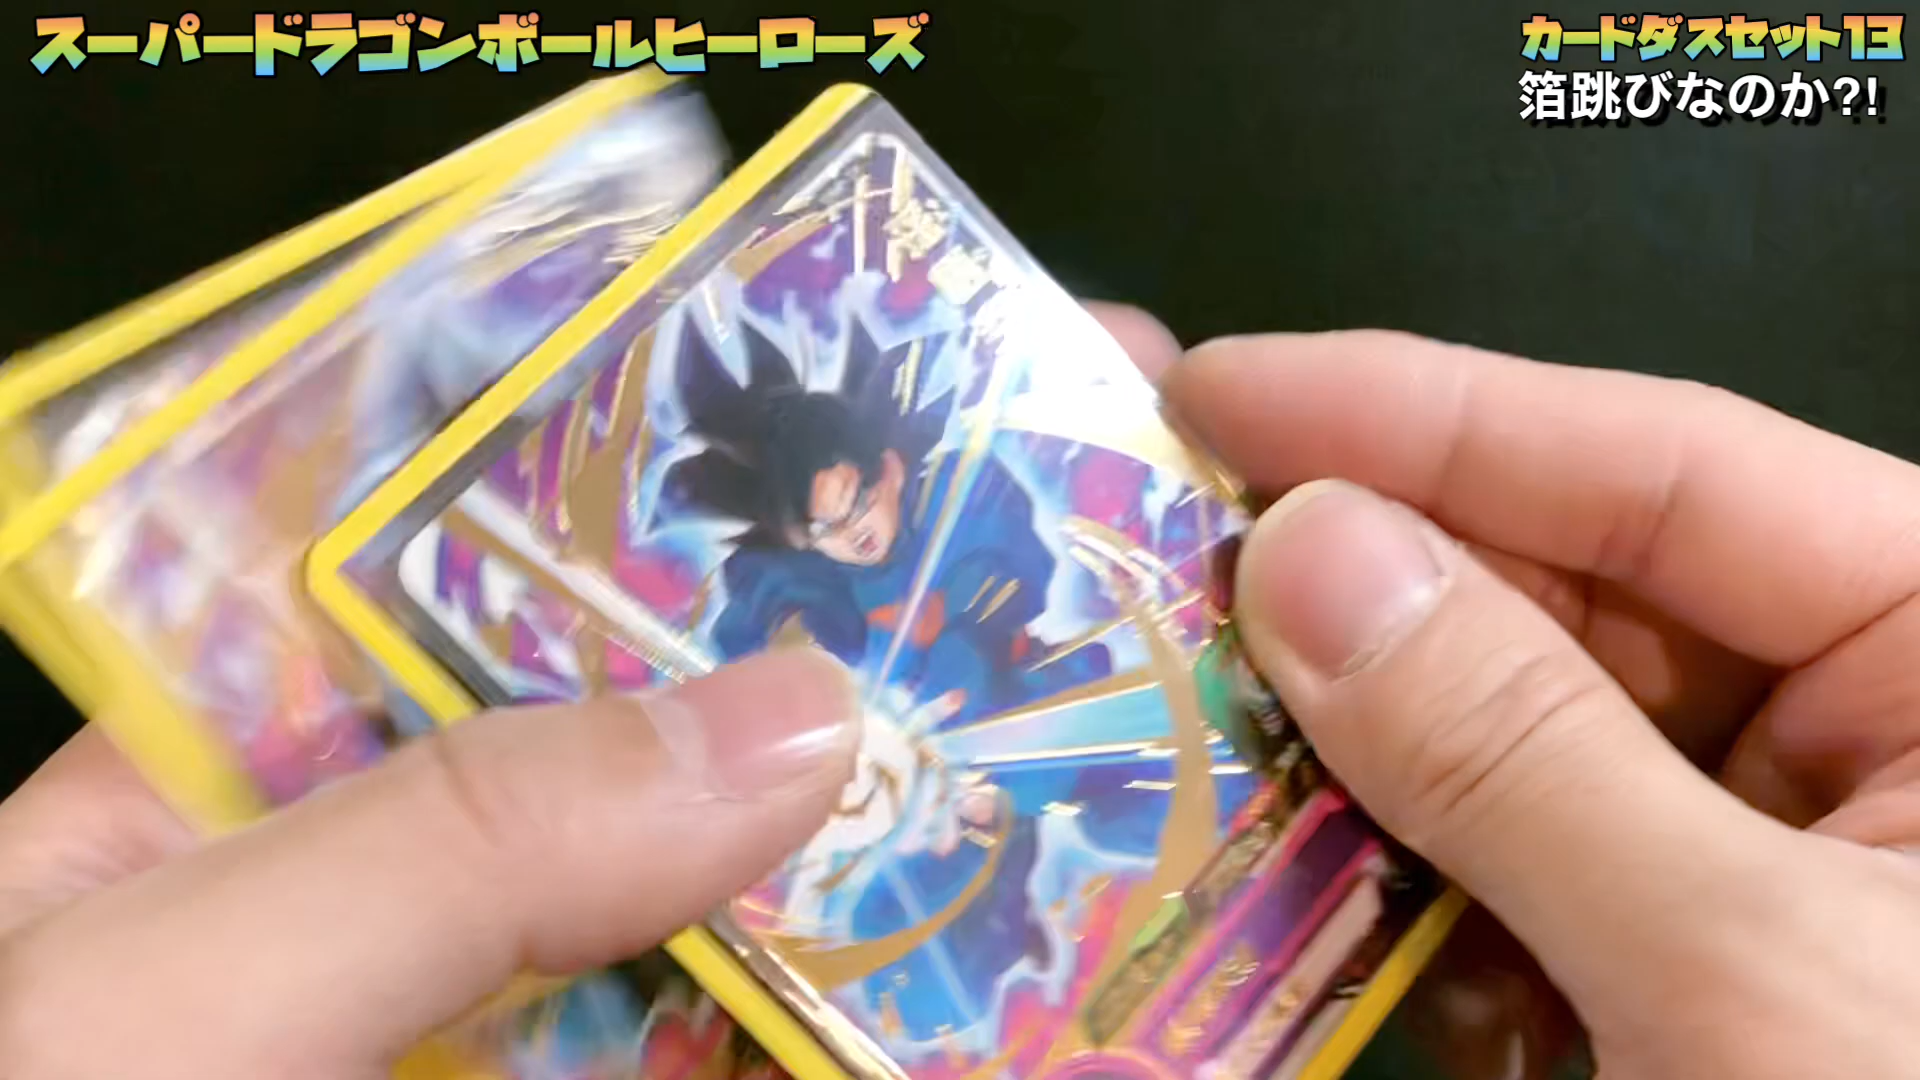 スーパードラゴンボールヒーローズ
カードダスセット13
箔跳びなのか?!